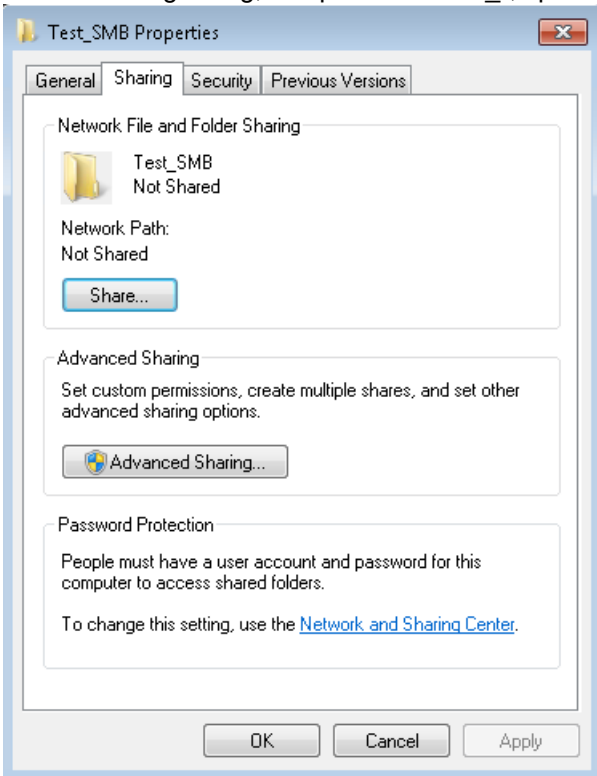 Test_SMB Properties
General Sharing Security Previous Versions
Network File and Folder Sharing
Test_SMB
Not Shared
Network Path:
Not Shared
Share...
Advanced Sharing
Set custom permissions, create multiple shares, and set other
advanced sharing options.
Advanced Sharing...
Password Protection
People must have a user account and password for this
computer to access shared folders.
To change this setting, use the Network and Sharing Center.
OK Cancel Apply